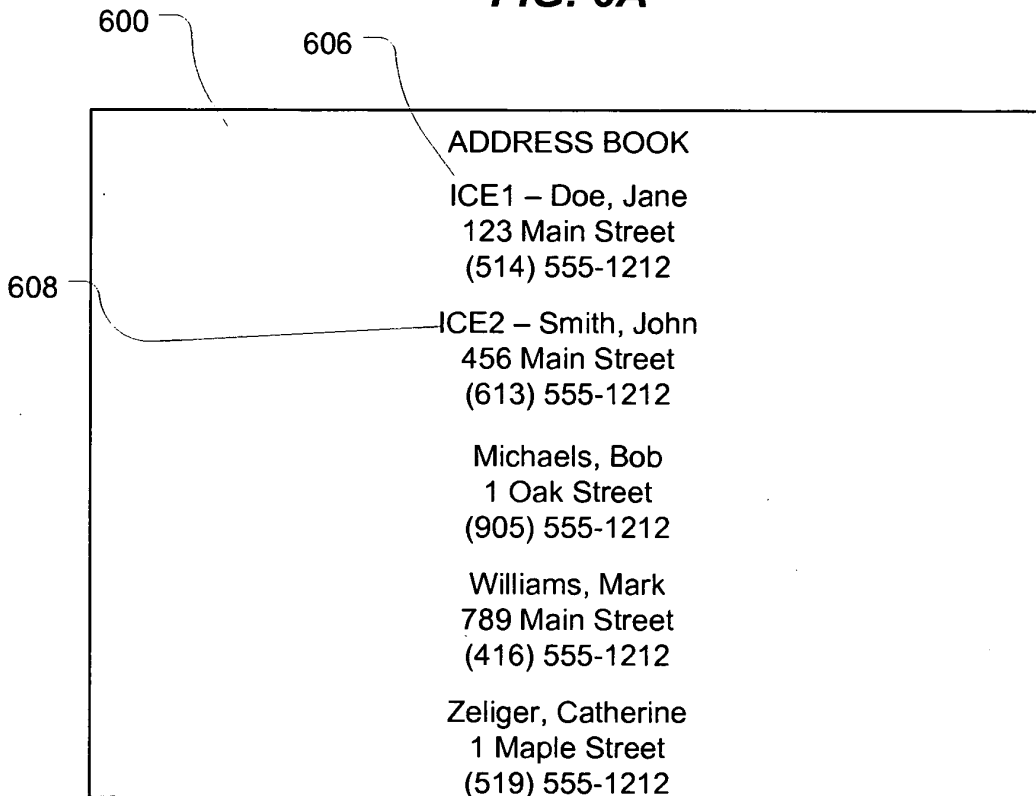 600
606
ADDRESS BOOK
ICE1 – Doe, Jane
123 Main Street
(514) 555-1212
608
ICE2 – Smith, John
456 Main Street
(613) 555-1212
Michaels, Bob
1 Oak Street
(905) 555-1212
Williams, Mark
789 Main Street
(416) 555-1212
Zeliger, Catherine
1 Maple Street
(519) 555-1212